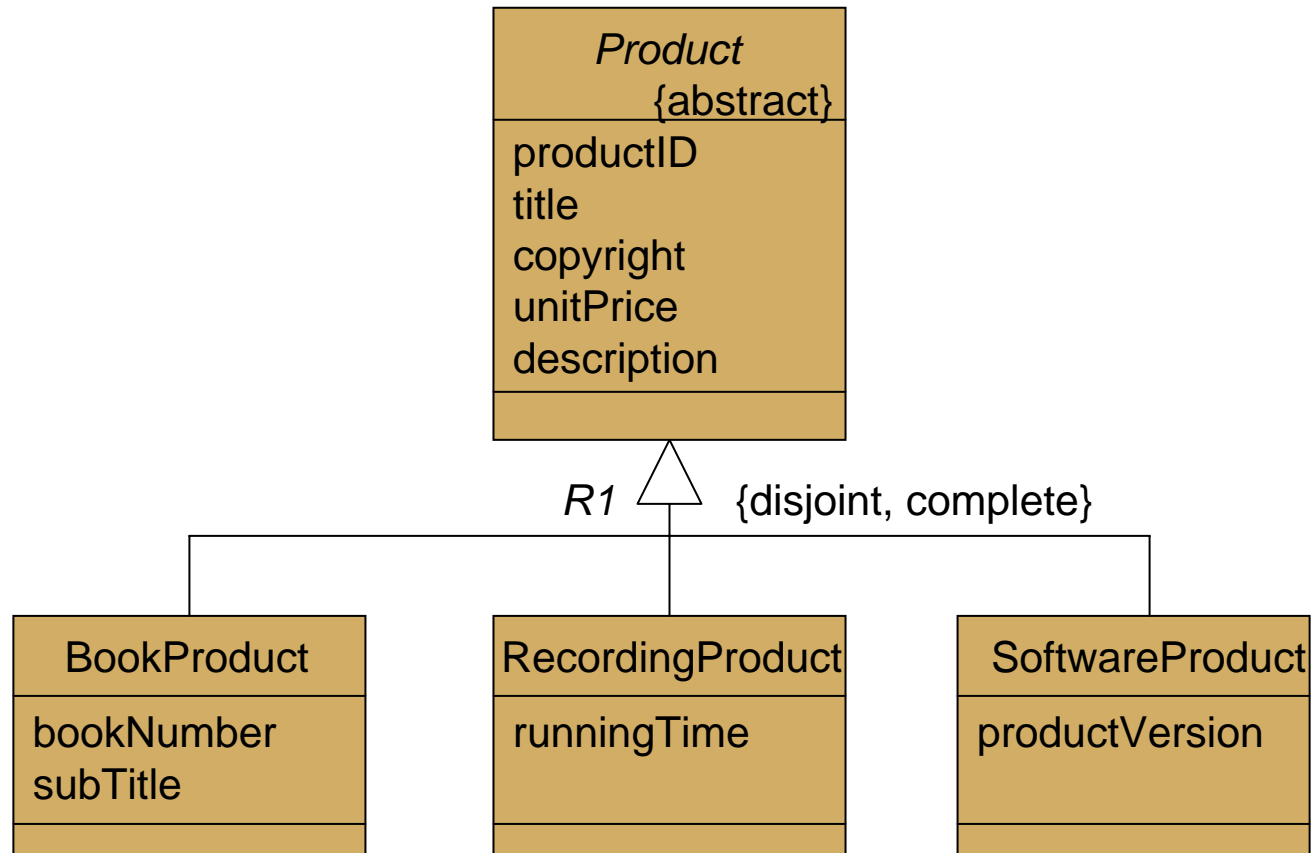 Product
{abstract}
productID
title
copyright
unitPrice
description
R1 {disjoint, complete}
BookProduct
bookNumber
subTitle
RecordingProduct
runningTime
SoftwareProduct
productVersion